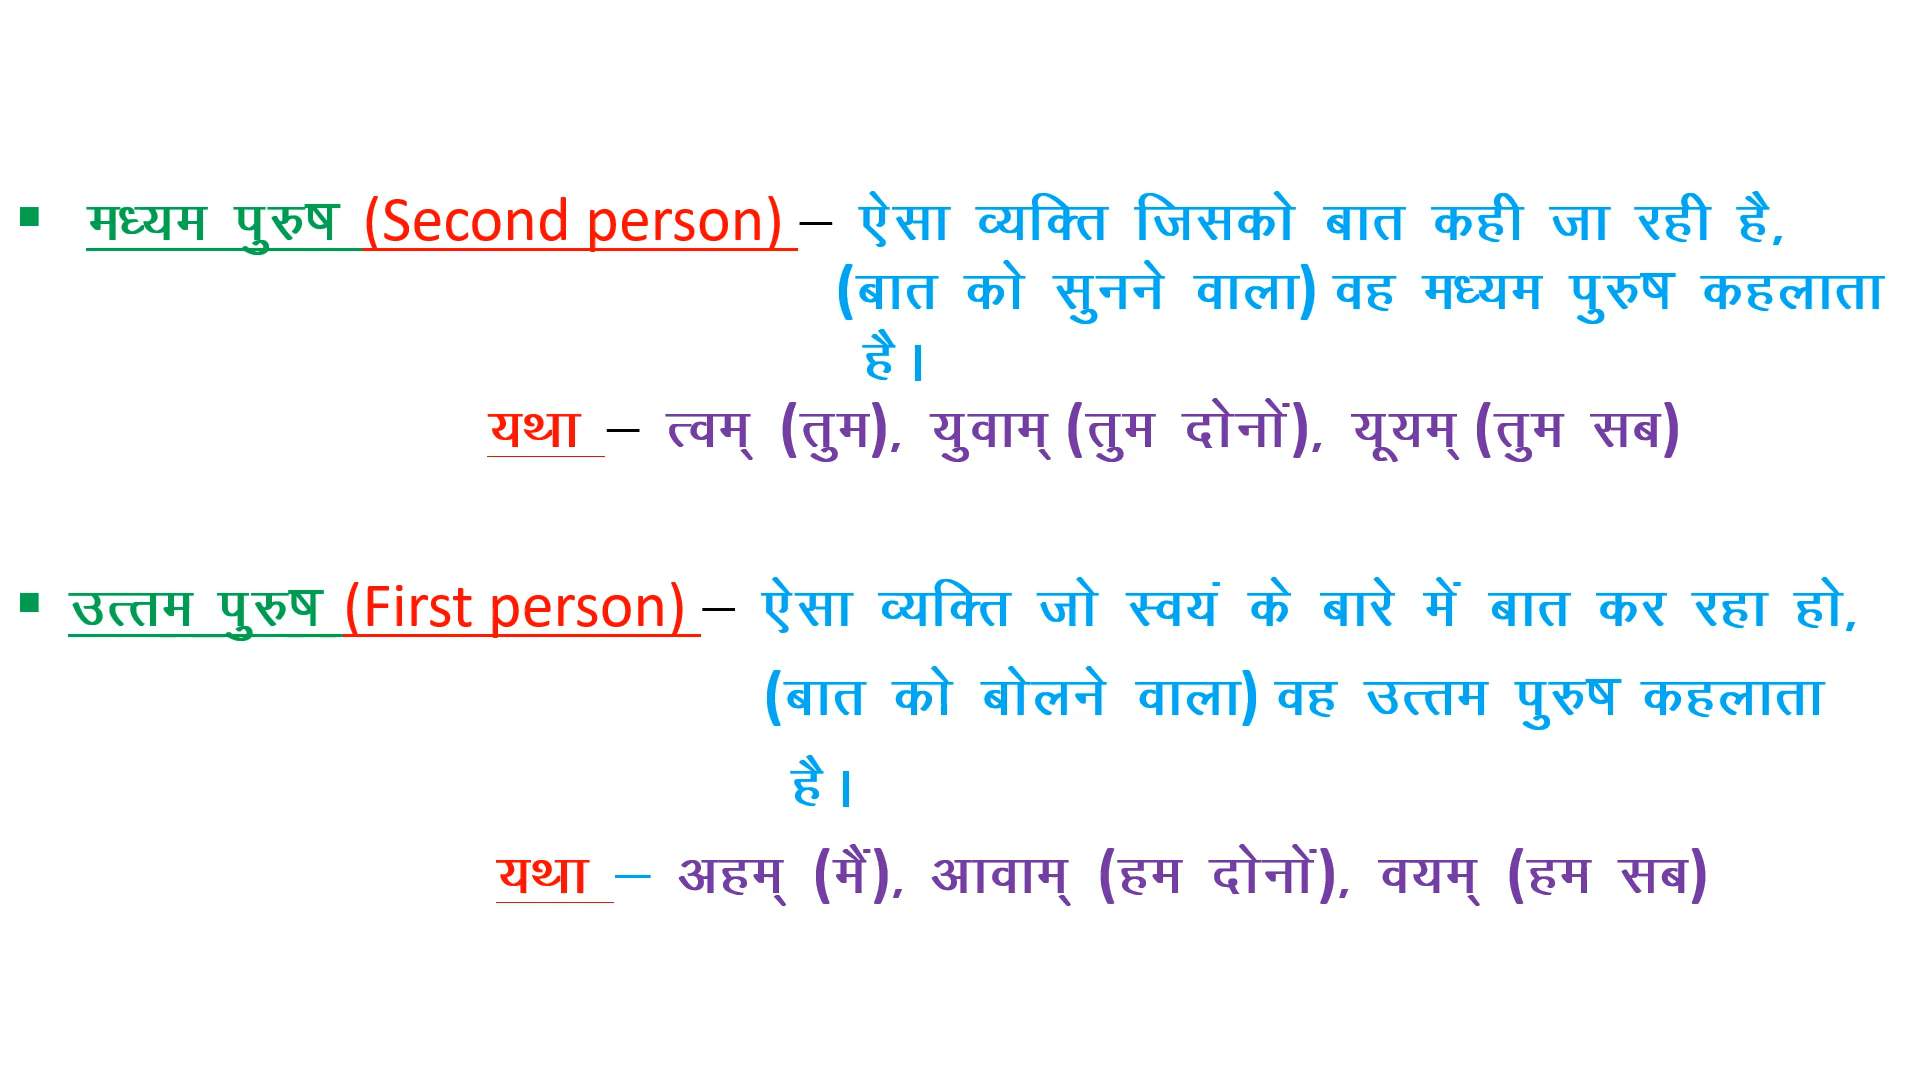 ▪ मध्यम पुरुष (Second person) – ऐसा व्यक्ति जिसको बात कही जा रही है,
(बात को सुनने वाला) वह मध्यम पुरुष कहलाता
है।
यथा – त्वम् (तुम), युवाम् (तुम दोनों), यूयम् (तुम सब)
▪ उत्तम पुरुष (First person) – ऐसा व्यक्ति जो स्वयं के बारे में बात कर रहा हो,
(बात को बोलने वाला) वह उत्तम पुरुष कहलाता
है।
यथा – अहम् (मैं), आवाम् (हम दोनों), वयम् (हम सब)